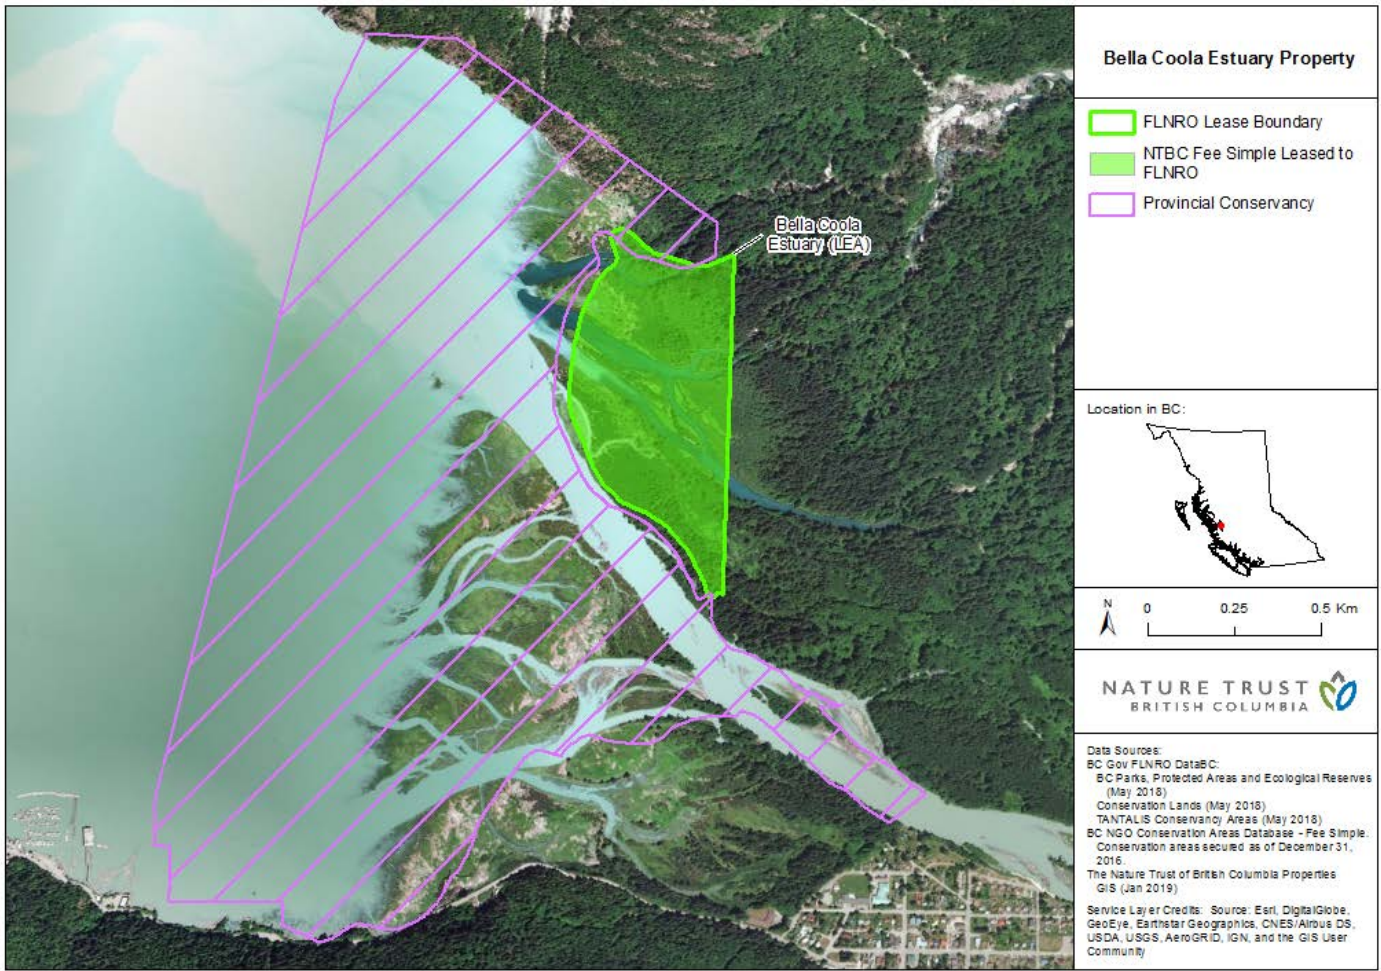 Bella Coola Estuary Property
FLNRO Lease Boundary
NTBC Fee Simple Leased to
FLNRO
Provincial Conservancy
Bella Coola
Estuary (LEA)
Location in BC:
N
0 0.25 0.5 Km
NATURE TRUST
BRITISH COLUMBIA
Data Sources:
BC Gov FLNRO DataBC:
BC Parks, Protected Areas and Ecological Reserves
(May 2018)
Conservation Lands (May 2018)
TANTALIS Conservancy Areas (May 2018)
BC NGO Conservation Areas Database - Fee Simple.
Conservation areas secured as of December 31,
2016.
The Nature Trust of British Columbia Properties
GIS (Jan 2019)
Service Layer Credits: Source: Esri, DigitalGlobe,
GeoEye, Earthstar Geographics, CNES/Airbus DS,
USDA, USGS, AeroGRID, IGN, and the GIS User
Community